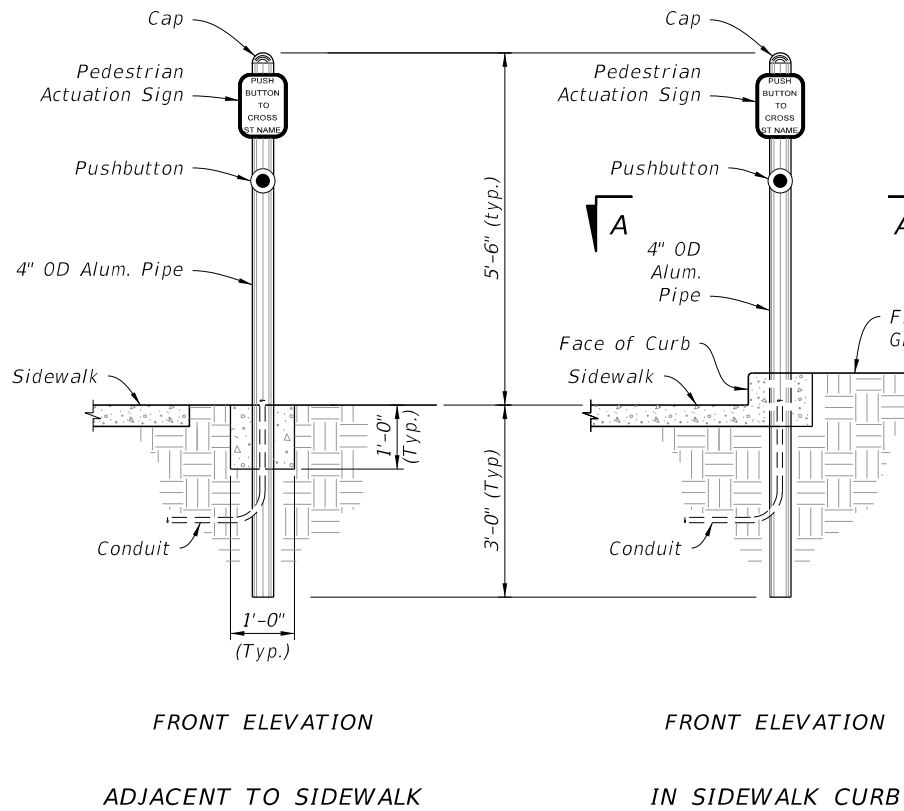 Cap
Pedestrian
Actuation Sign
PUSH
BUTTON
TO
CROSS
ST NAME
Pushbutton
4" OD Alum. Pipe
Sidewalk
Conduit
1'-0"
(Typ.)
1'-0"
(Typ.)
5'-6" (typ.)
3'-0" (Typ)
FRONT ELEVATION
ADJACENT TO SIDEWALK
Cap
Pedestrian
Actuation Sign
PUSH
BUTTON
TO
CROSS
ST NAME
Pushbutton
A
4" OD
Alum.
Pipe
Face of Curb
Sidewalk
Conduit
FRONT ELEVATION
IN SIDEWALK CURB